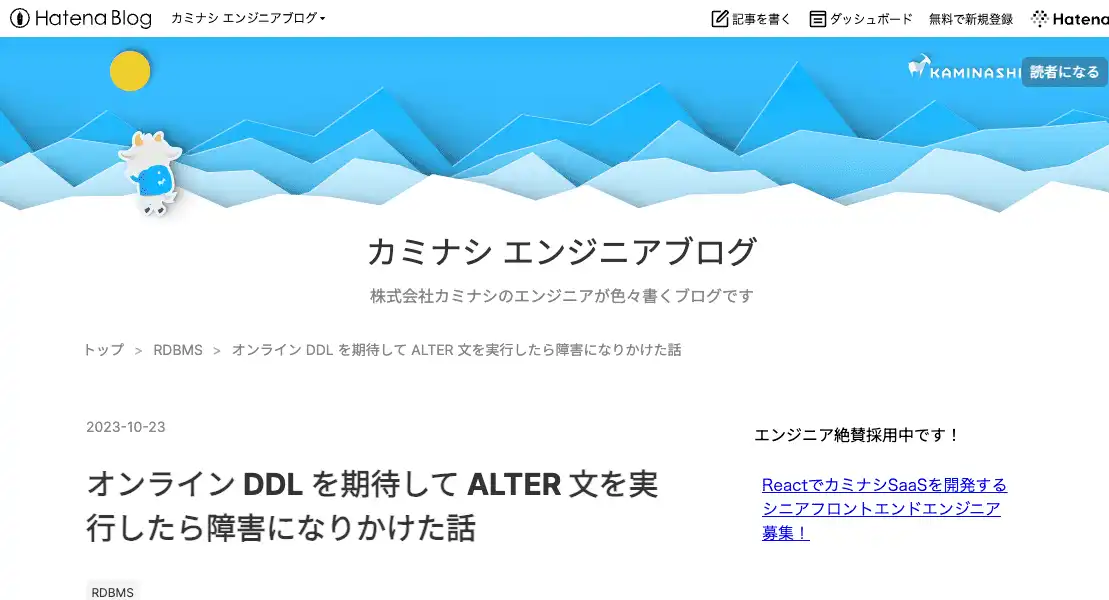 Hatena Blog
カミナシ エンジニアブログ
記事を書く
ダッシュボード
無料で新規登録
Hatena
KAMINASHI
読者になる
カミナシ エンジニアブログ
株式会社カミナシのエンジニアが色々書くブログです
トップ > RDBMS > オンライン DDL を期待して ALTER 文を実行したら障害になりかけた話
2023-10-23
オンライン DDL を期待して ALTER 文を実
行したら障害になりかけた話
RDBMS
エンジニア絶賛採用中です！
ReactでカミナシSaaSを開発する
シニアフロントエンドエンジニア
募集！